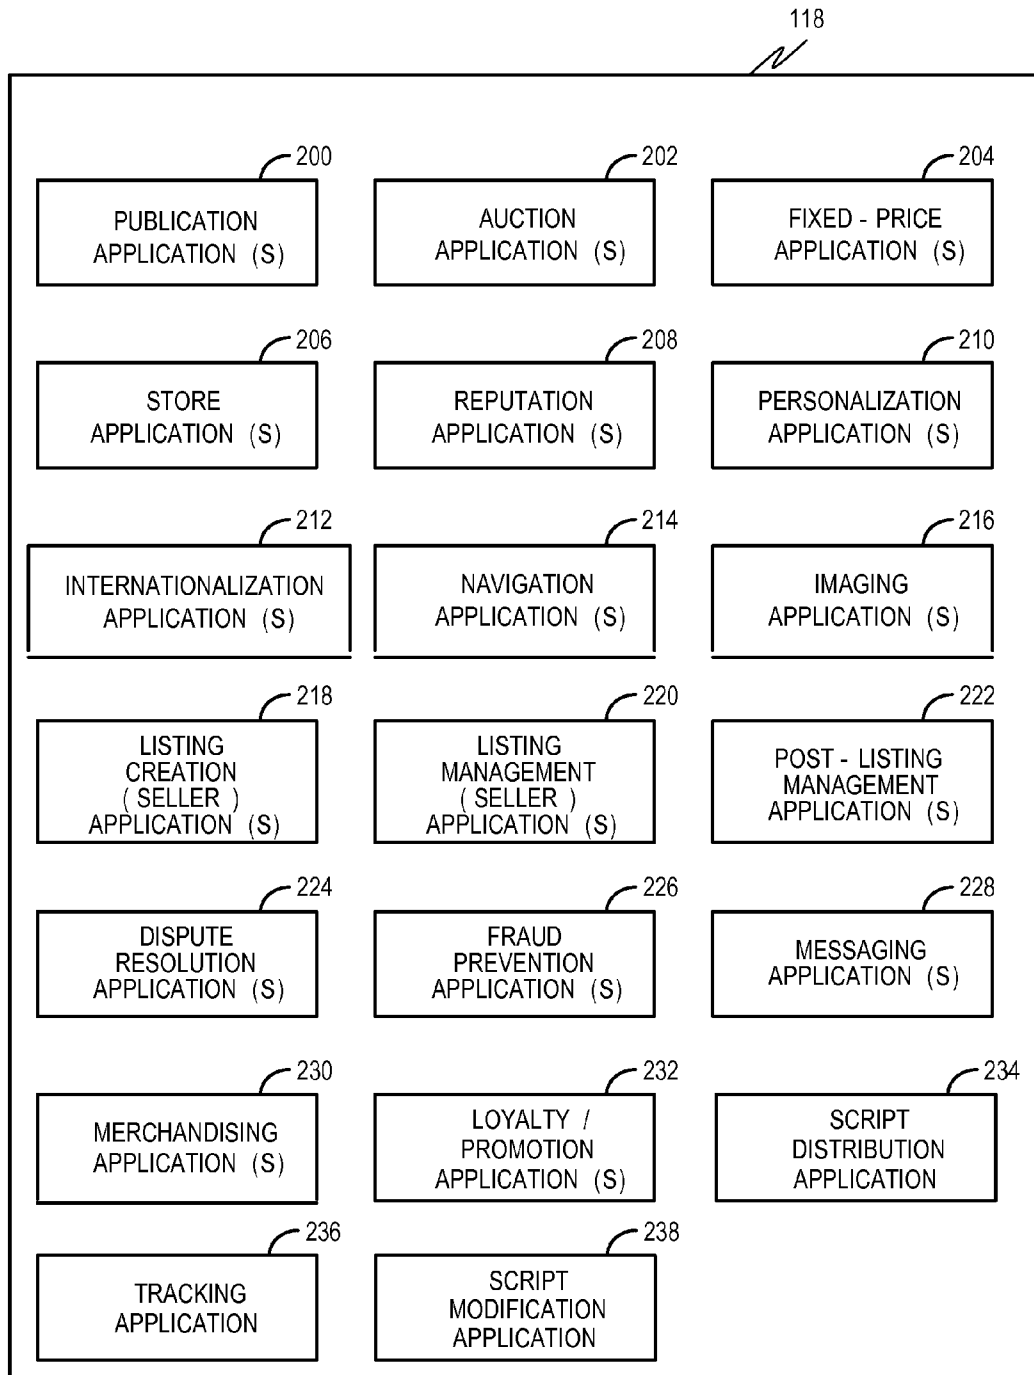 118
200
PUBLICATION
APPLICATION (S)
202
AUCTION
APPLICATION (S)
204
FIXED - PRICE
APPLICATION (S)
206
STORE
APPLICATION (S)
208
REPUTATION
APPLICATION (S)
210
PERSONALIZATION
APPLICATION (S)
212
INTERNATIONALIZATION
APPLICATION (S)
214
NAVIGATION
APPLICATION (S)
216
IMAGING
APPLICATION (S)
218
LISTING
CREATION
( SELLER )
APPLICATION (S)
220
LISTING
MANAGEMENT
( SELLER )
APPLICATION (S)
222
POST - LISTING
MANAGEMENT
APPLICATION (S)
224
DISPUTE
RESOLUTION
APPLICATION (S)
226
FRAUD
PREVENTION
APPLICATION (S)
228
MESSAGING
APPLICATION (S)
230
MERCHANDISING
APPLICATION (S)
232
LOYALTY /
PROMOTION
APPLICATION (S)
234
SCRIPT
DISTRIBUTION
APPLICATION
236
TRACKING
APPLICATION
238
SCRIPT
MODIFICATION
APPLICATION